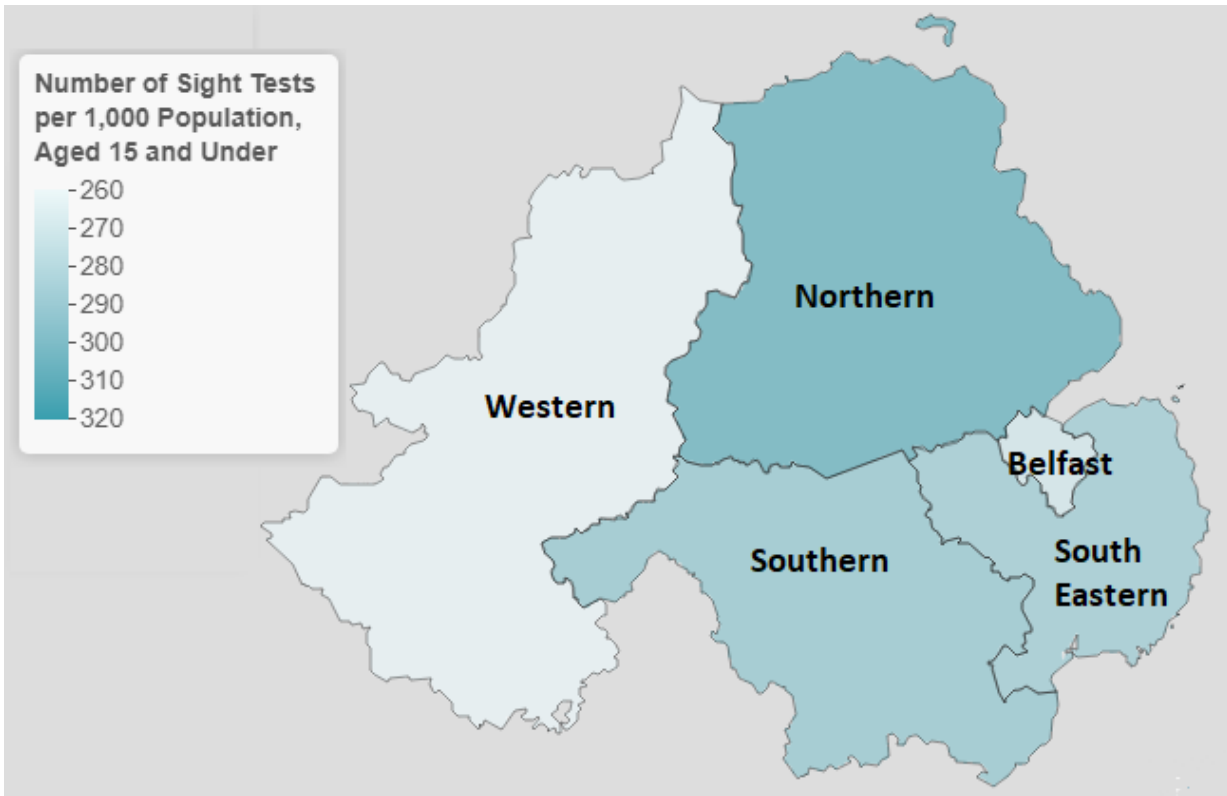 Number of Sight Tests
per 1,000 Population,
Aged 15 and Under
260
270
280
290
300
310
320
Northern
Western
Belfast
Southern
South
Eastern